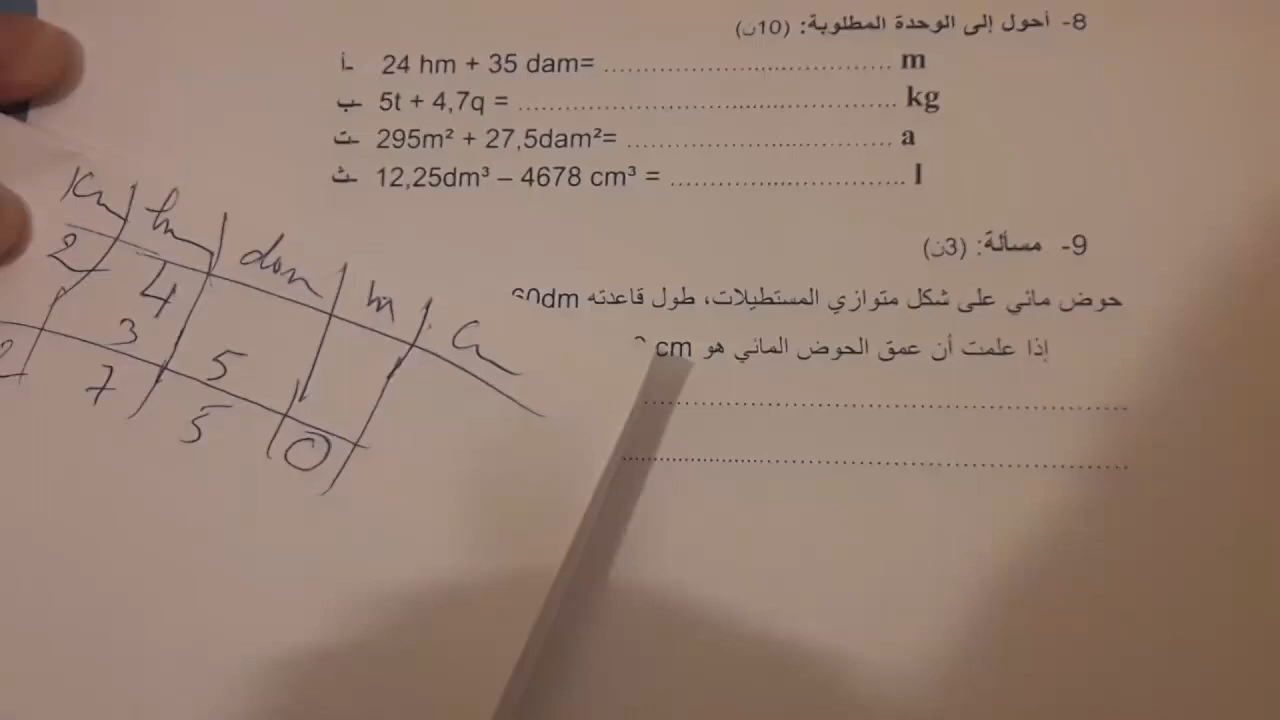 8- أحول إلى الوحدة المطلوبة: (10ن)
أ- 24 hm + 35 dam= ................................ m
ب- 5t + 4,7q = ................................ kg
ت- 295m² + 27,5dam²= ................................ a
ث- 12,25dm³ – 4678 cm³ = ................................ l
9- مسألة: (3ن)
حوض مائي على شكل متوازي المستطيلات، طول قاعدته 60dm
إذا علمت أن عمق الحوض المائي هو cm
................................
................................
km hm dam m
2 4
3 5
2 7 5 0